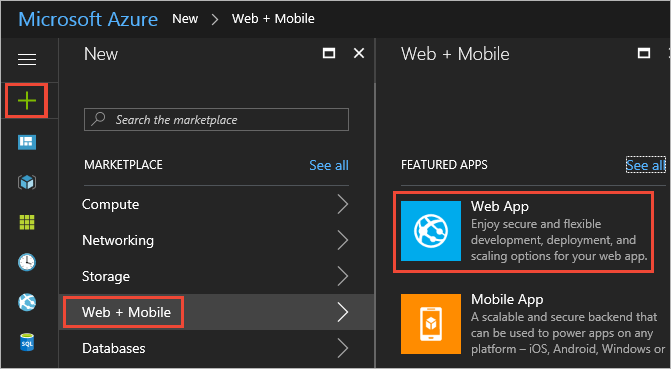 Microsoft Azure New > Web + Mobile
New
Search the marketplace
MARKETPLACE See all
Compute
Networking
Storage
Web + Mobile
Databases
Web + Mobile
FEATURED APPS See all
Web App
Enjoy secure and flexible
development, deployment, and
scaling options for your web app.
Mobile App
A scalable and secure backend that
can be used to power apps on any
platform – iOS, Android, Windows or
SQL